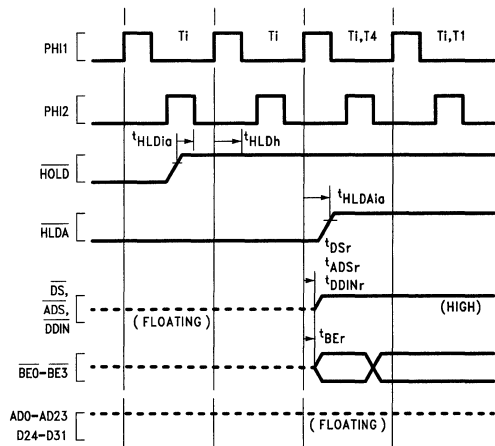 Ti Ti Ti,T4 Ti,T1
PHI1
PHI2
tHLDia tHLDh
HOLD
tHLDAia
HLDA
tDSr
tADSr
tDDINr
DS,
ADS,
DDIN
(FLOATING)
(HIGH)
tBEr
BE0-BE3
AD0-AD23
D24-D31
(FLOATING)